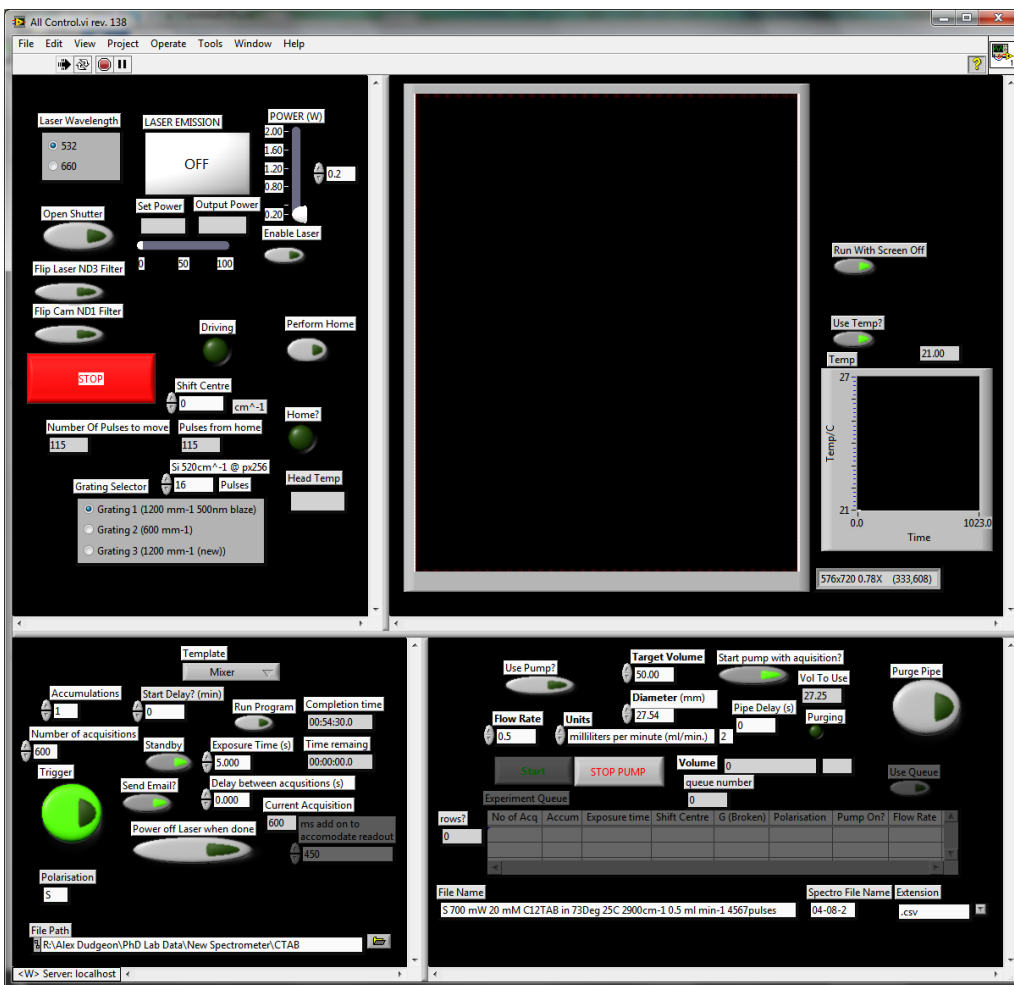 All Control.vi rev. 138
File Edit View Project Operate Tools Window Help
Laser Wavelength
532
660
LASER EMISSION
OFF
POWER (W)
2.00
1.60
1.20
0.80
0.20
0.2
Open Shutter
Set Power
Output Power
Enable Laser
0 50 100
Flip Laser ND3 Filter
Flip Cam ND1 Filter
Driving
Perform Home
STOP
Shift Centre
0 cm^-1
Home?
Number Of Pulses to move
115
Pulses from home
115
Si 520cm^-1 @ px256
16 Pulses
Head Temp
Grating Selector
Grating 1 (1200 mm-1 500nm blaze)
Grating 2 (600 mm-1)
Grating 3 (1200 mm-1 (new))
Run With Screen Off
Use Temp?
Temp
21.00
27
Temp/C
21
0.0 1023.0
Time
576x720 0.78X (333,608)
Template
Mixer
Accumulations
1
Start Delay? (min)
0
Run Program
Completion time
00:54:30.0
Number of acquisitions
600
Standby
Exposure Time (s)
5.000
Time remaing
00:00:00.0
Trigger
Send Email?
Delay between acqusitions (s)
0.000
Current Acquisition
600
ms add on to
accomodate readout
450
Power off Laser when done
Polarisation
S
File Path
R:\Alex Dudgeon\PhD Lab Data\New Spectrometer\CTAB
<W> Server: localhost
Use Pump?
Target Volume
50.00
Start pump with aquisition?
Vol To Use
27.25
Purge Pipe
Diameter (mm)
27.54
Pipe Delay (s)
0
Purging
Flow Rate
0.5
Units
milliliters per minute (ml/min.) 2
Start
STOP PUMP
Volume 0
queue number
0
Use Queue
Experiment Queue
rows?
0
No of Acq Accum Exposure time Shift Centre G (Broken) Polarisation Pump On? Flow Rate
File Name
S 700 mW 20 mM C12TAB in 73Deg 25C 2900cm-1 0.5 ml min-1 4567pulses
Spectro File Name
04-08-2
Extension
.csv